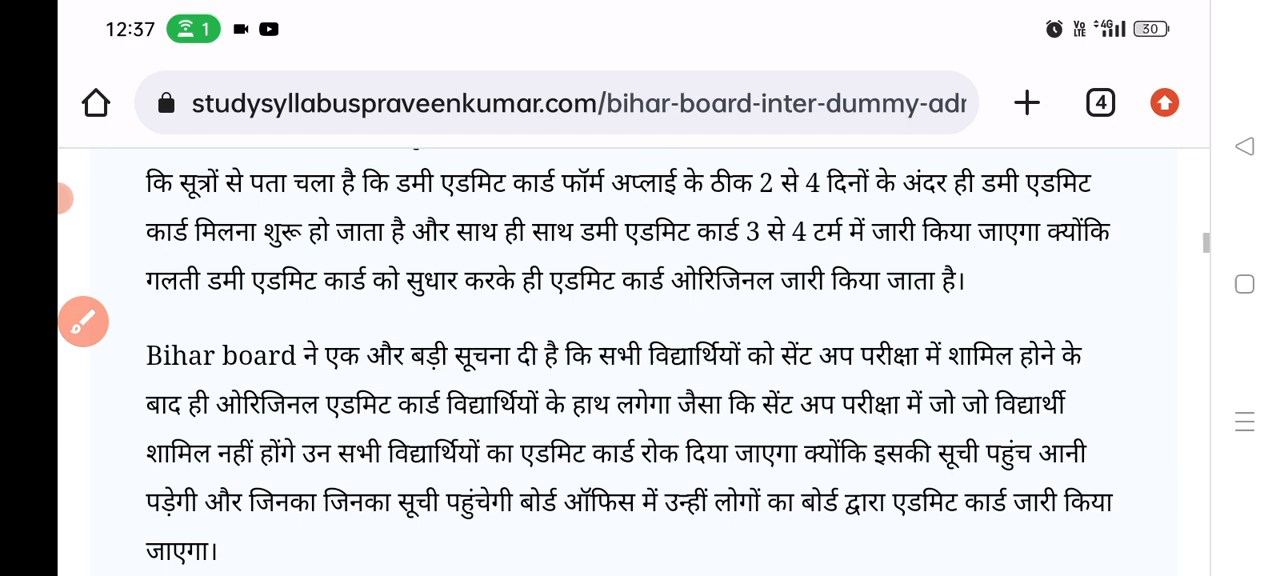 12:37 1 Vo LTE 4G 30
studysyllabuspraveenkumar.com/bihar-board-inter-dummy-adr 4
कि सूत्रों से पता चला है कि डमी एडमिट कार्ड फॉर्म अप्लाई के ठीक 2 से 4 दिनों के अंदर ही डमी एडमिट
कार्ड मिलना शुरू हो जाता है और साथ ही साथ डमी एडमिट कार्ड 3 से 4 टर्म में जारी किया जाएगा क्योंकि
गलती डमी एडमिट कार्ड को सुधार करके ही एडमिट कार्ड ओरिजिनल जारी किया जाता है।
Bihar board ने एक और बड़ी सूचना दी है कि सभी विद्यार्थियों को सेंट अप परीक्षा में शामिल होने के
बाद ही ओरिजिनल एडमिट कार्ड विद्यार्थियों के हाथ लगेगा जैसा कि सेंट अप परीक्षा में जो जो विद्यार्थी
शामिल नहीं होंगे उन सभी विद्यार्थियों का एडमिट कार्ड रोक दिया जाएगा क्योंकि इसकी सूची पहुंच आनी
पड़ेगी और जिनका जिनका सूची पहुंचेगी बोर्ड ऑफिस में उन्हीं लोगों का बोर्ड द्वारा एडमिट कार्ड जारी किया
जाएगा।